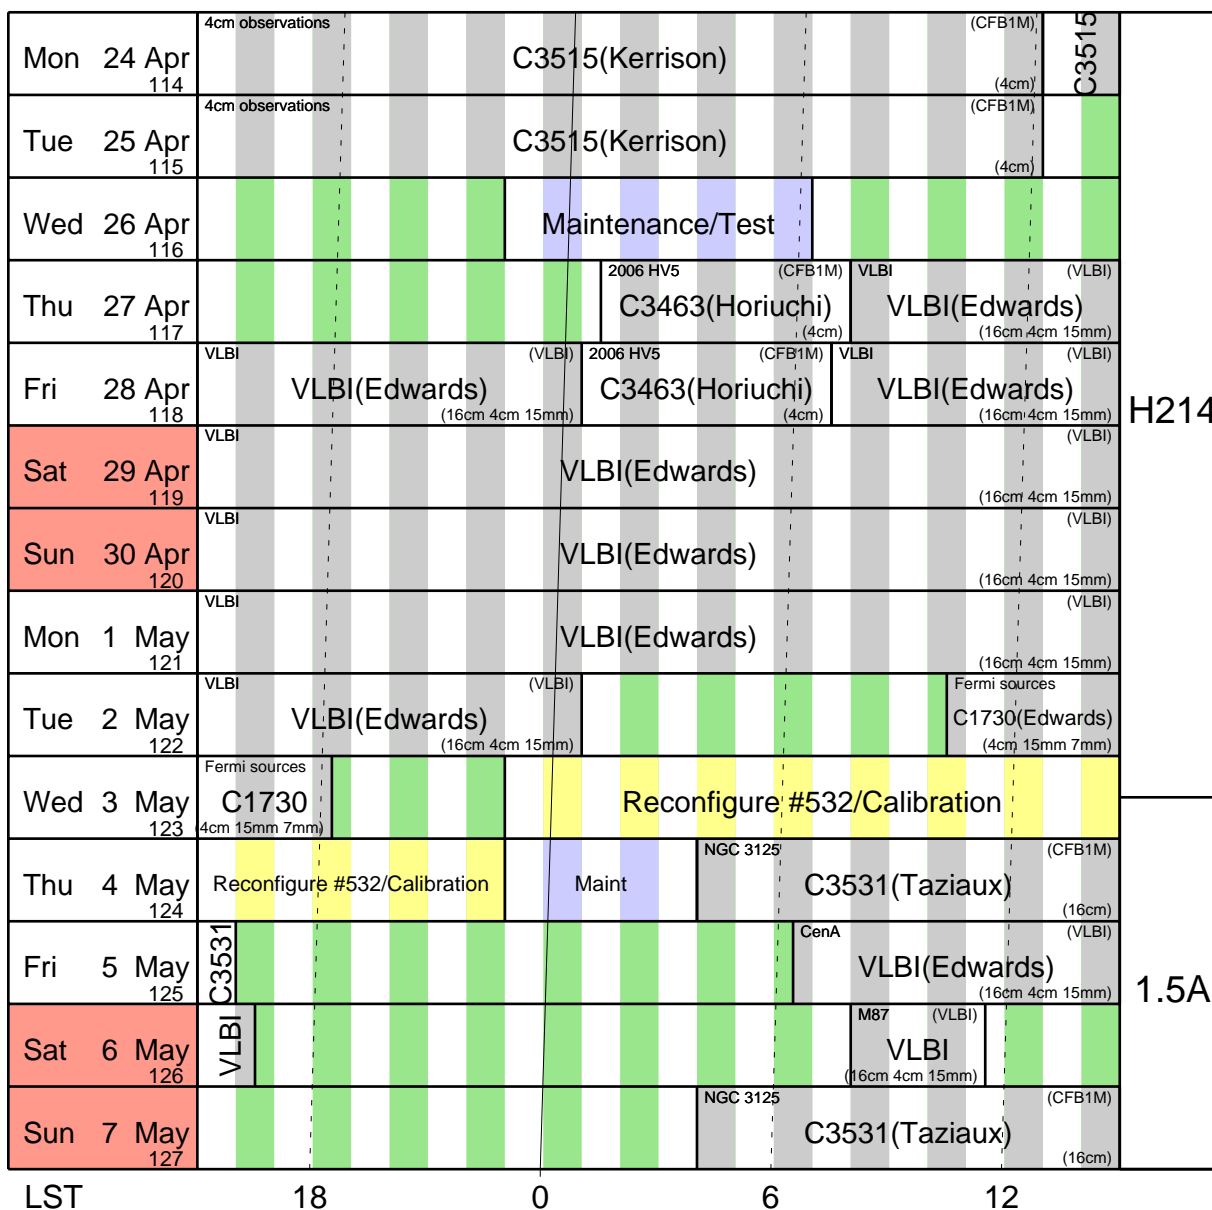 4cm observations (CFB1M)
Mon 24 Apr C3515(Kerrison) C3515
114 (4cm)
4cm observations (CFB1M)
Tue 25 Apr C3515(Kerrison)
115 (4cm)
Wed 26 Apr Maintenance/Test
116
2006 HV5 (CFB1M) VLBI (VLBI)
Thu 27 Apr C3463(Horiuchi) VLBI(Edwards)
117 (4cm) (16cm 4cm 15mm)
VLBI (VLBI) 2006 HV5 (CFB1M) VLBI (VLBI)
Fri 28 Apr VLBI(Edwards) C3463(Horiuchi) VLBI(Edwards)
118 (16cm 4cm 15mm) (4cm) (16cm 4cm 15mm)
H214
VLBI (VLBI)
Sat 29 Apr VLBI(Edwards)
119 (16cm 4cm 15mm)
VLBI (VLBI)
Sun 30 Apr VLBI(Edwards)
120 (16cm 4cm 15mm)
VLBI (VLBI)
Mon 1 May VLBI(Edwards)
121 (16cm 4cm 15mm)
VLBI (VLBI) Fermi sources
Tue 2 May VLBI(Edwards) C1730(Edwards)
122 (16cm 4cm 15mm) (4cm 15mm 7mm)
Fermi sources
Wed 3 May C1730 Reconfigure #532/Calibration
123 (4cm 15mm 7mm)
NGC 3125 (CFB1M)
Thu 4 May Reconfigure #532/Calibration Maint C3531(Taziaux)
124 (16cm)
CenA (VLBI)
Fri 5 May C3531 VLBI(Edwards)
125 (16cm 4cm 15mm)
1.5A
M87 (VLBI)
Sat 6 May VLBI VLBI
126 (16cm 4cm 15mm)
NGC 3125 (CFB1M)
Sun 7 May C3531(Taziaux)
127 (16cm)
LST 18 0 6 12